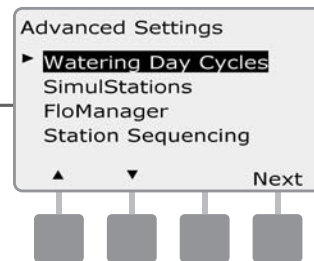 Advanced Settings
Watering Day Cycles
SimulStations
FloManager
Station Sequencing
Next